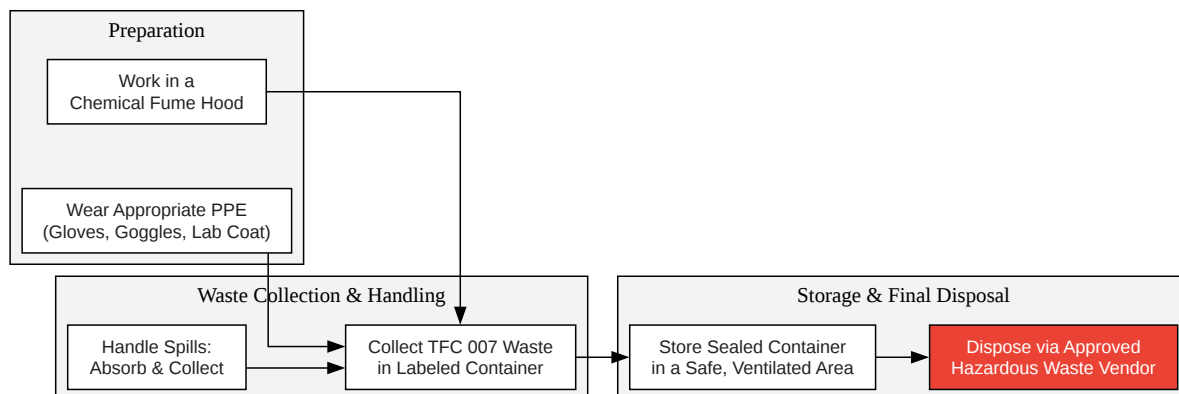 Preparation
Work in a
Chemical Fume Hood
Wear Appropriate PPE
(Gloves, Goggles, Lab Coat)
Waste Collection & Handling
Handle Spills:
Absorb & Collect
Collect TFC 007 Waste
in Labeled Container
Storage & Final Disposal
Store Sealed Container
in a Safe, Ventilated Area
Dispose via Approved
Hazardous Waste Vendor